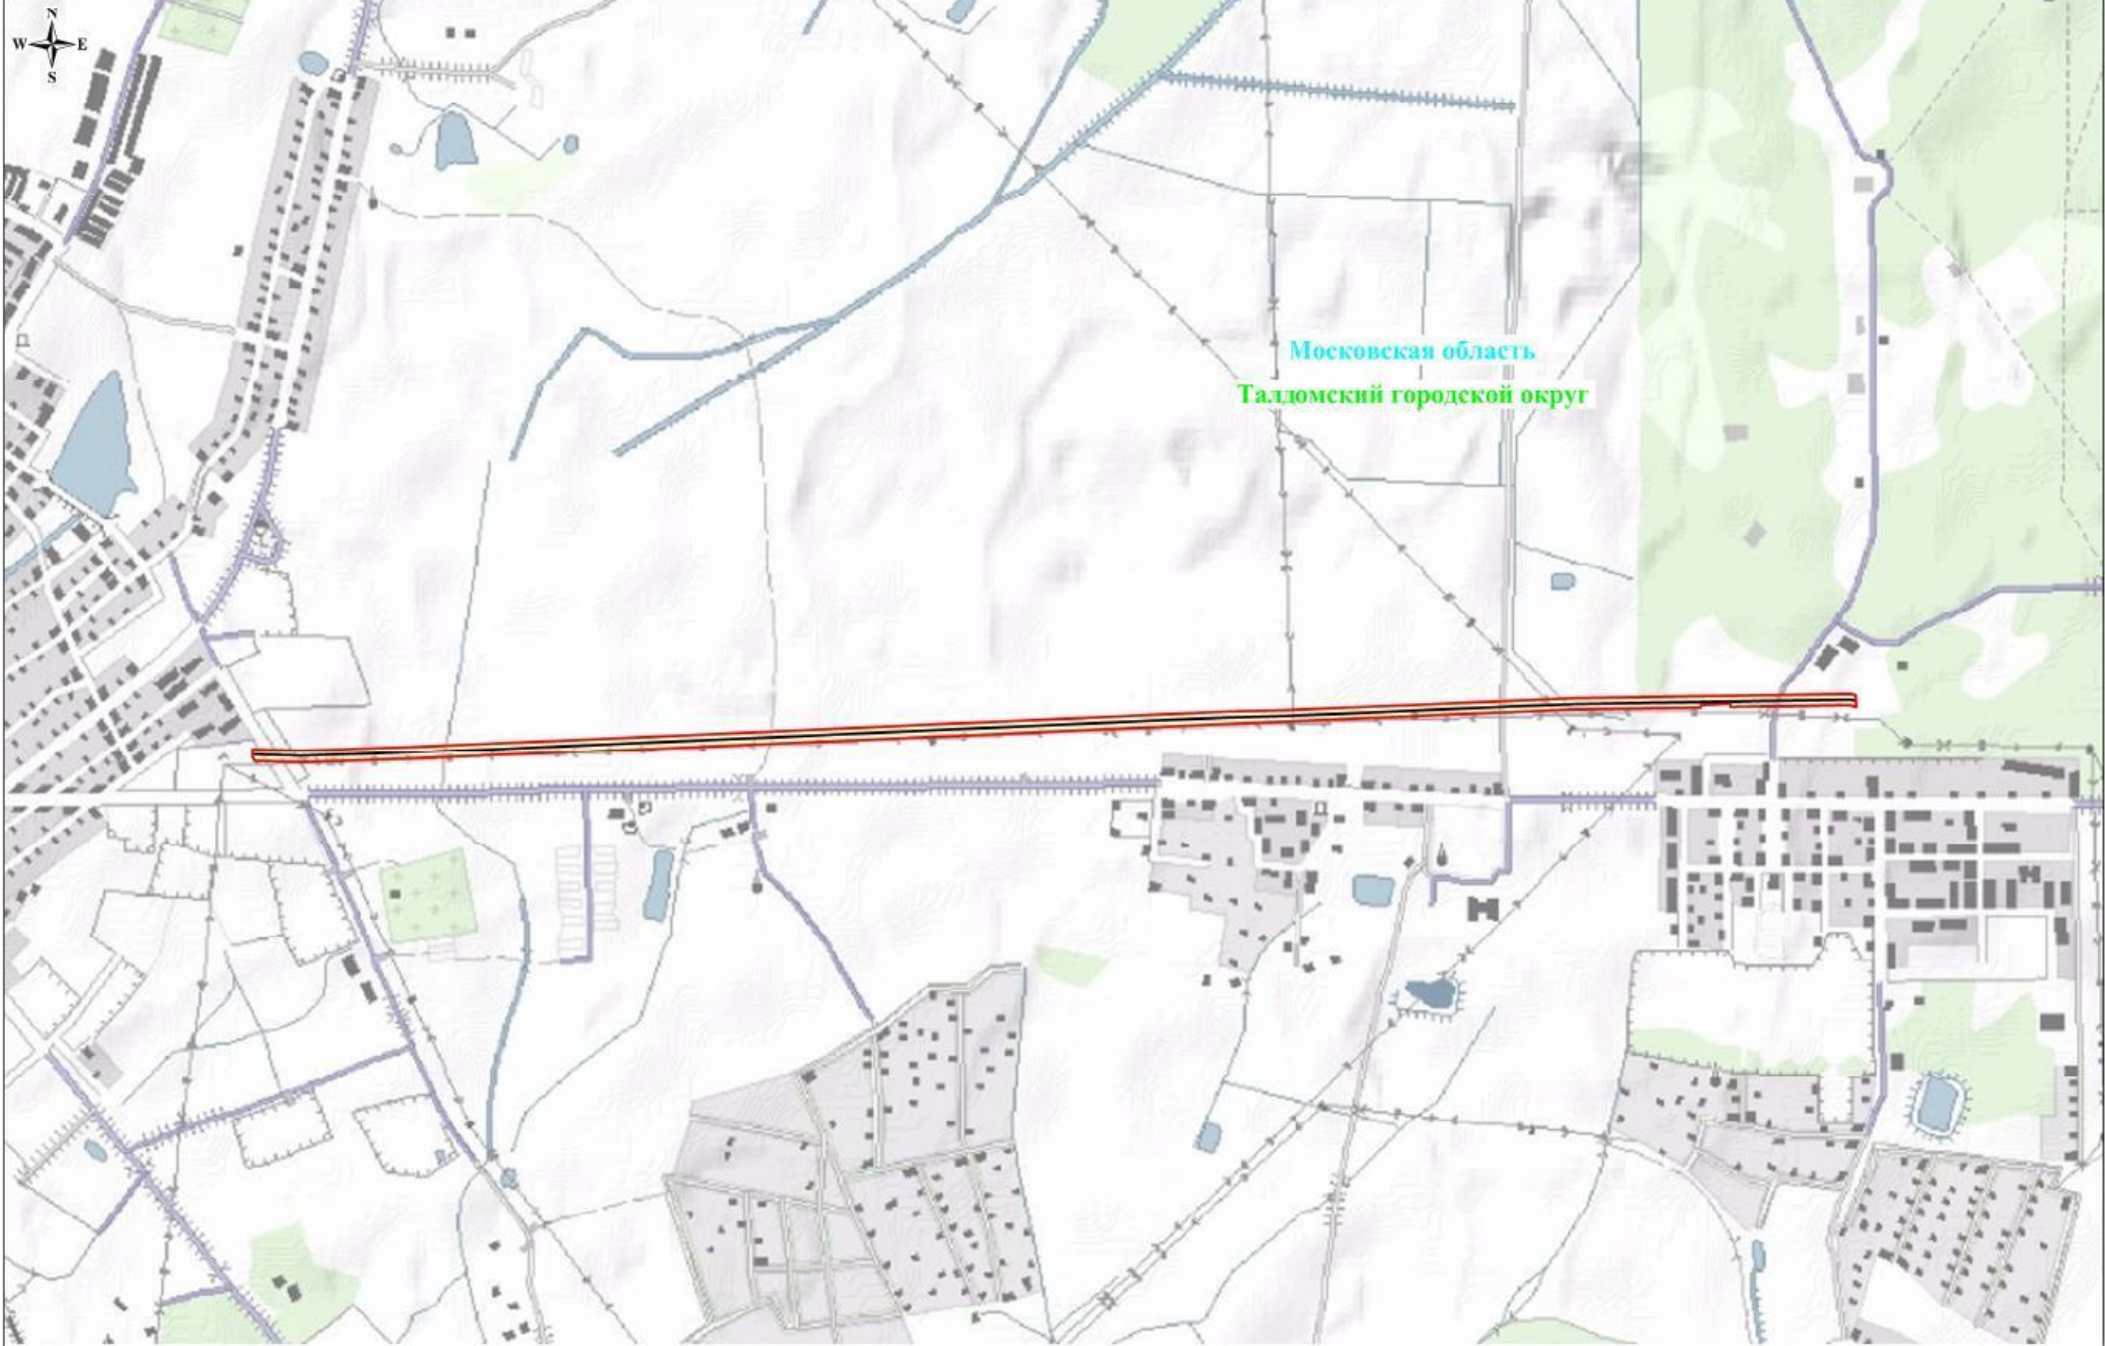 N
W E
S
Московская область
Талдомский городской округ